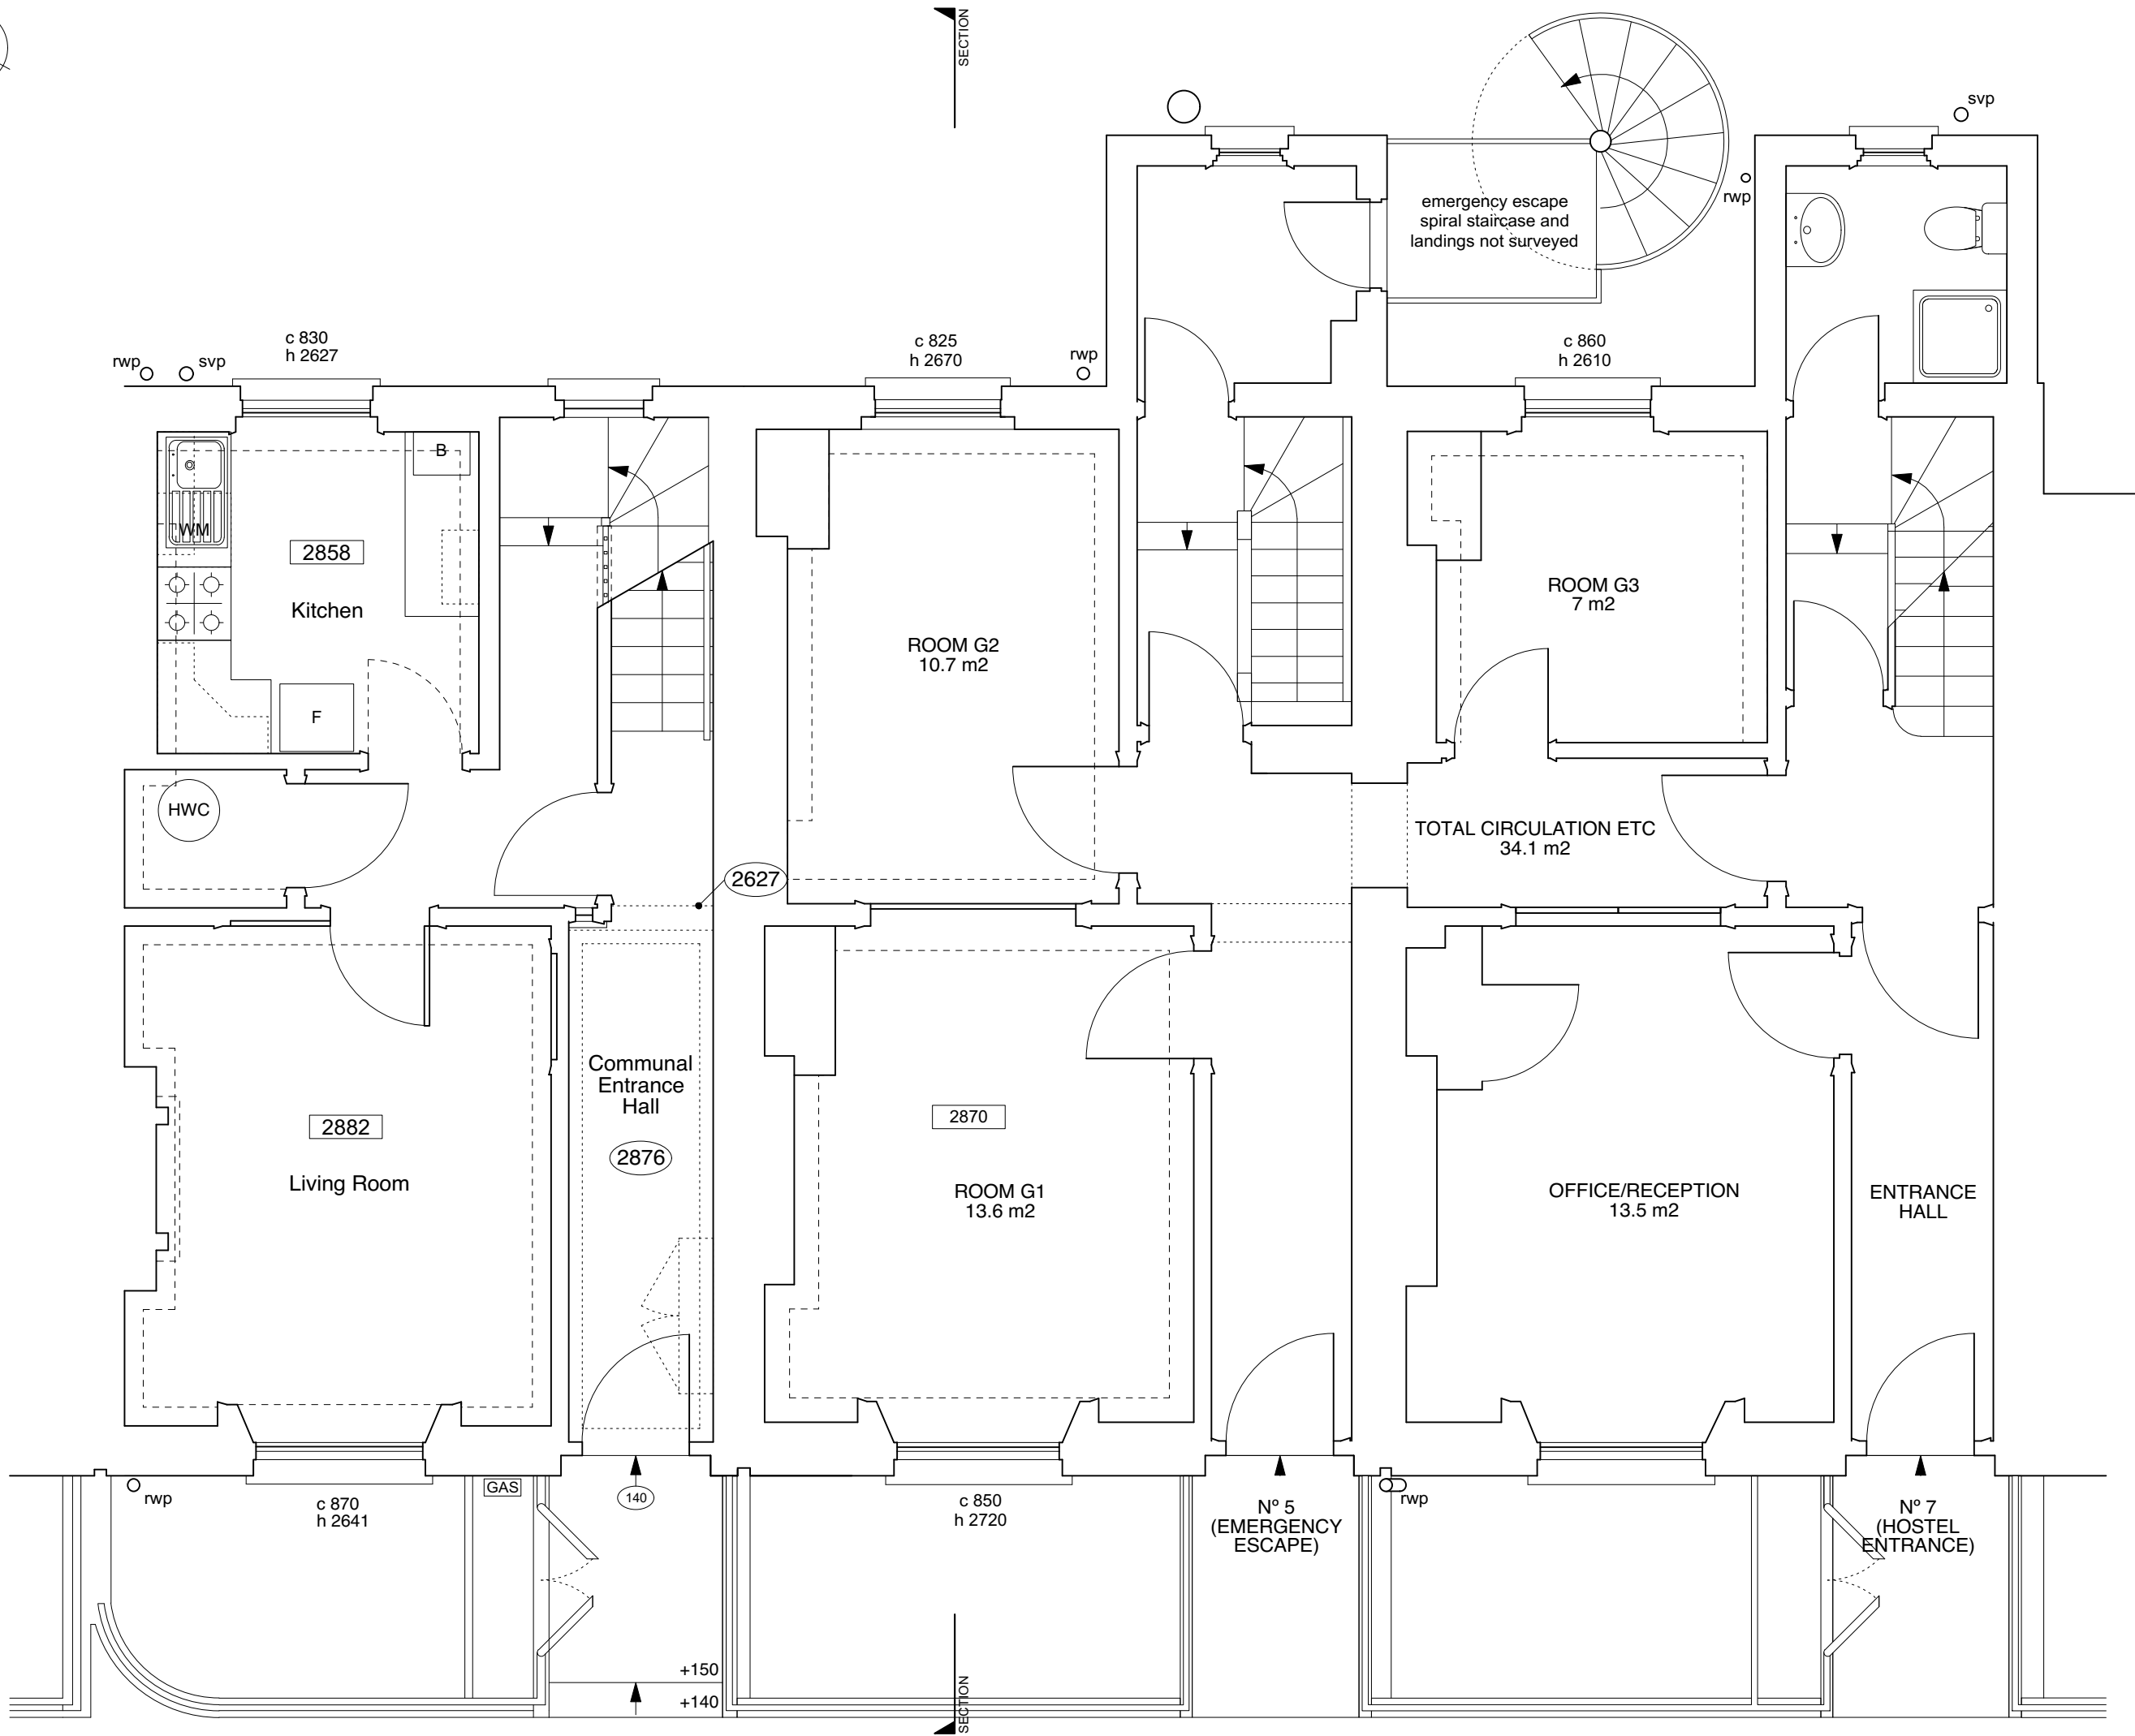 SECTION
svp
rwp
emergency escape
spiral staircase and
landings not surveyed
c 830
h 2627
c 825
h 2670
c 860
h 2610
rwp
svp
rwp
B
WM
2858
Kitchen
F
ROOM G2
10.7 m2
ROOM G3
7 m2
HWC
2627
TOTAL CIRCULATION ETC
34.1 m2
Communal
Entrance
Hall
2876
2882
Living Room
2870
ROOM G1
13.6 m2
OFFICE/RECEPTION
13.5 m2
ENTRANCE
HALL
rwp
c 870
h 2641
GAS
140
c 850
h 2720
Nº 5
(EMERGENCY
ESCAPE)
rwp
Nº 7
(HOSTEL
ENTRANCE)
+150
+140
SECTION